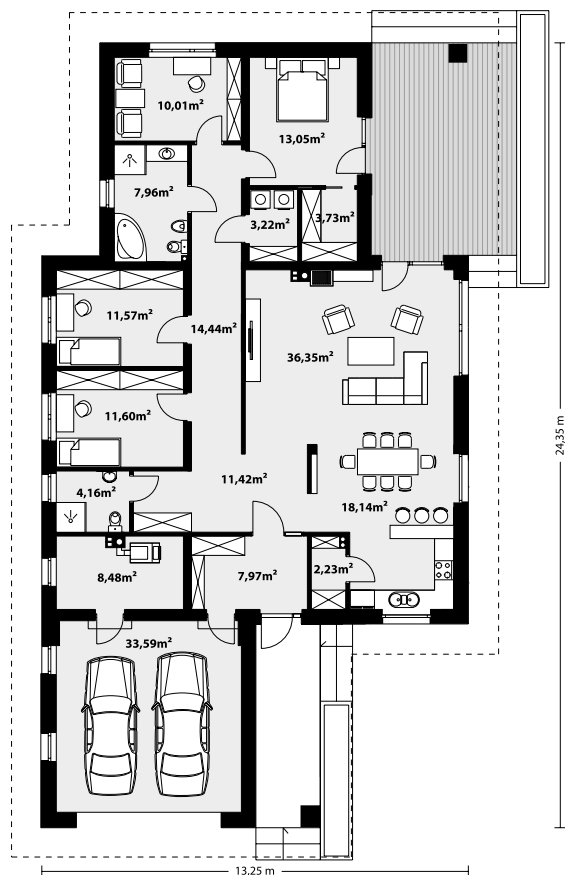 10,01m²
13,05m²
7,96m²
3,22m²
3,73m²
11,57m²
14,44m²
36,35m²
11,60m²
24,35 m
11,42m²
4,16m²
18,14m²
8,48m²
7,97m²
2,23m²
33,59m²
13,25 m